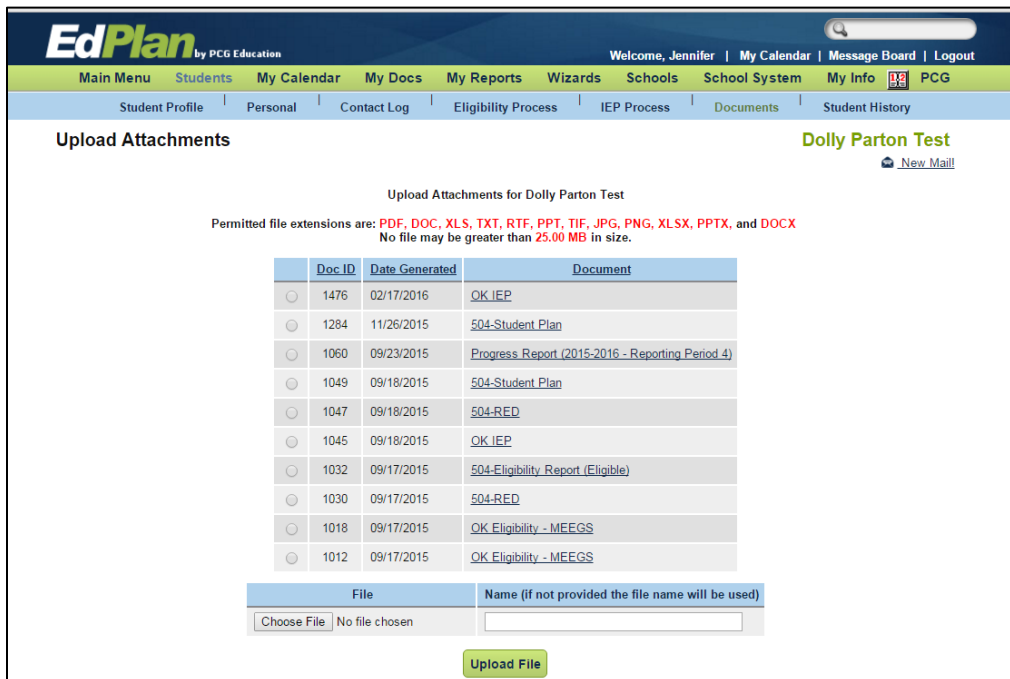 EdPlan by PCG Education
Welcome, Jennifer | My Calendar | Message Board | Logout
Main Menu Students My Calendar My Docs My Reports Wizards Schools School System My Info 12 PCG
Student Profile | Personal | Contact Log | Eligibility Process | IEP Process | Documents | Student History
Upload Attachments
Dolly Parton Test
New Mail!
Upload Attachments for Dolly Parton Test
Permitted file extensions are: PDF, DOC, XLS, TXT, RTF, PPT, TIF, JPG, PNG, XLSX, PPTX, and DOCX
No file may be greater than 25.00 MB in size.
Doc ID Date Generated Document
1476 02/17/2016 OK IEP
1284 11/26/2015 504-Student Plan
1060 09/23/2015 Progress Report (2015-2016 - Reporting Period 4)
1049 09/18/2015 504-Student Plan
1047 09/18/2015 504-RED
1045 09/18/2015 OK IEP
1032 09/17/2015 504-Eligibility Report (Eligible)
1030 09/17/2015 504-RED
1018 09/17/2015 OK Eligibility - MEEGS
1012 09/17/2015 OK Eligibility - MEEGS
File Name (if not provided the file name will be used)
Choose File No file chosen
Upload File